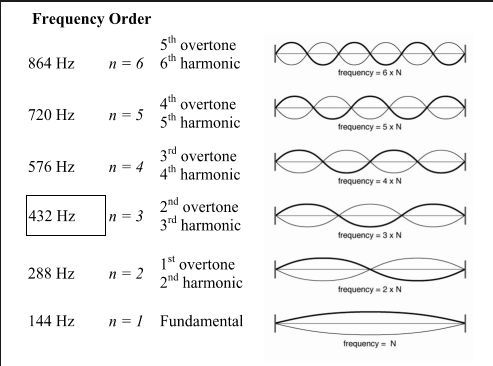 Frequency Order
864 Hz n = 6 5th overtone
6th harmonic
frequency = 6 x N
720 Hz n = 5 4th overtone
5th harmonic
frequency = 5 x N
576 Hz n = 4 3rd overtone
4th harmonic
frequency = 4 x N
432 Hz n = 3 2nd overtone
3rd harmonic
frequency = 3 x N
288 Hz n = 2 1st overtone
2nd harmonic
frequency = 2 x N
144 Hz n = 1 Fundamental
frequency = N